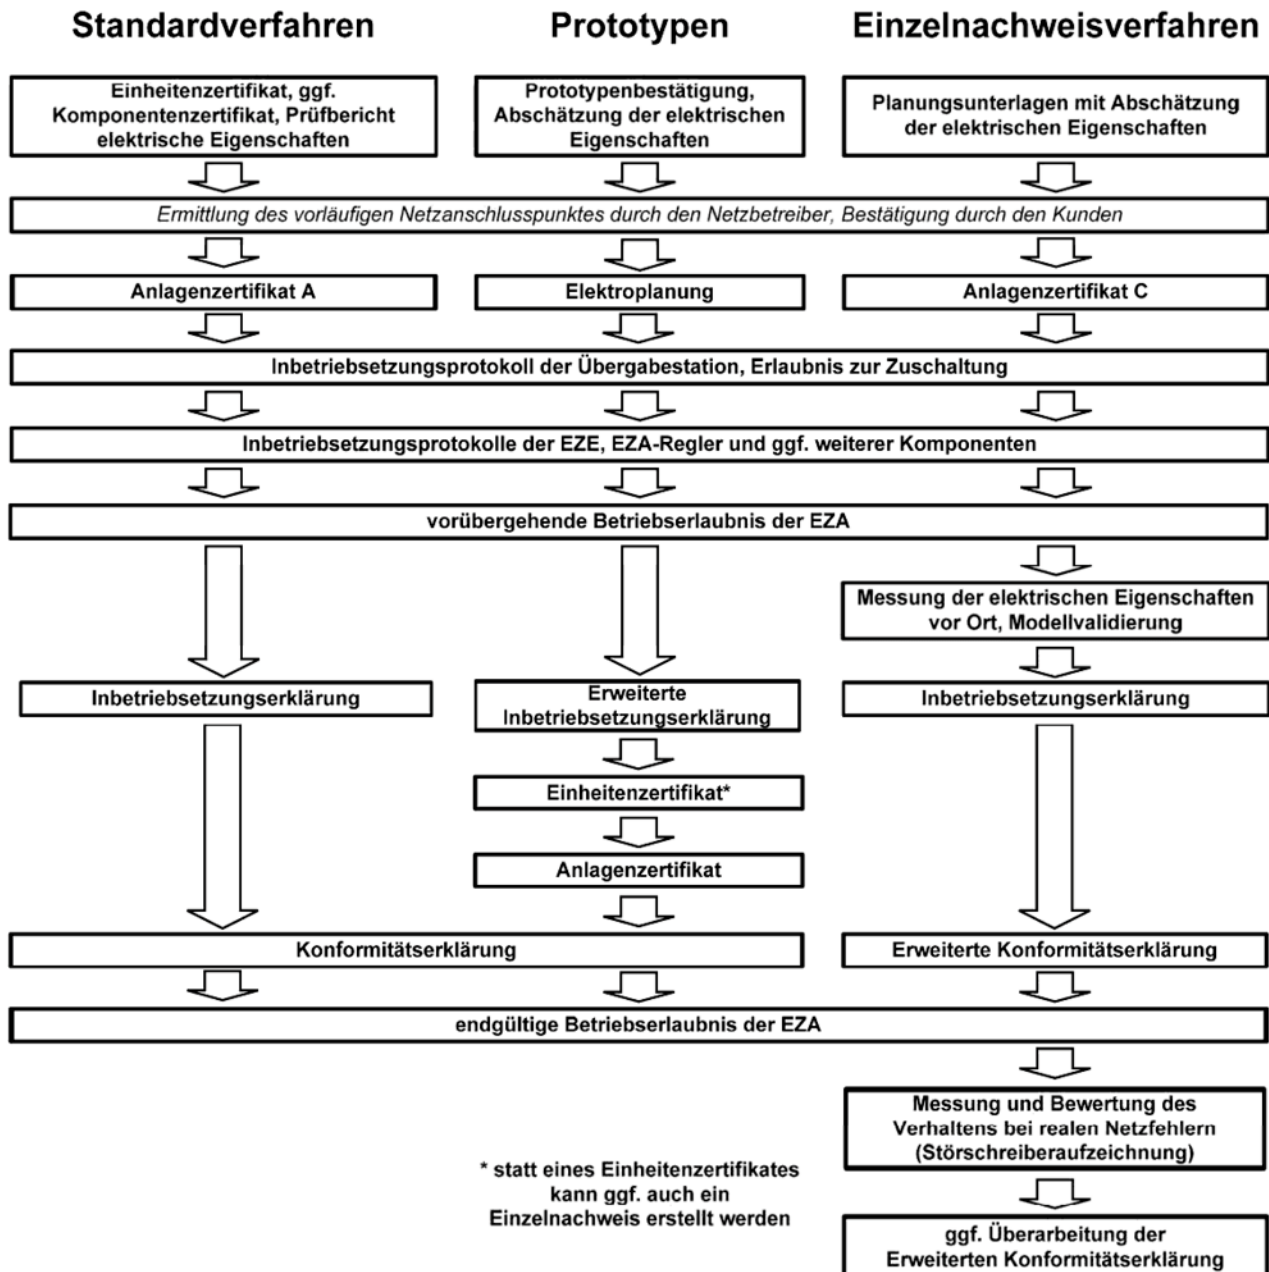 Standardverfahren
Prototypen
Einzelnachweisverfahren
Einheitenzertifikat, ggf.
Komponentenzertifikat, Prüfbericht
elektrische Eigenschaften
Prototypenbestätigung,
Abschätzung der elektrischen
Eigenschaften
Planungsunterlagen mit Abschätzung
der elektrischen Eigenschaften
Ermittlung des vorläufigen Netzanschlusspunktes durch den Netzbetreiber, Bestätigung durch den Kunden
Anlagenzertifikat A
Elektroplanung
Anlagenzertifikat C
Inbetriebsetzungsprotokoll der Übergabestation, Erlaubnis zur Zuschaltung
Inbetriebsetzungsprotokolle der EZE, EZA-Regler und ggf. weiterer Komponenten
vorübergehende Betriebserlaubnis der EZA
Messung der elektrischen Eigenschaften
vor Ort, Modellvalidierung
Inbetriebsetzungserklärung
Erweiterte
Inbetriebsetzungserklärung
Inbetriebsetzungserklärung
Einheitenzertifikat*
Anlagenzertifikat
Konformitätserklärung
Erweiterte Konformitätserklärung
endgültige Betriebserlaubnis der EZA
Messung und Bewertung des
Verhaltens bei realen Netzfehlern
(Störschreiberaufzeichnung)
* statt eines Einheitenzertifikates
kann ggf. auch ein
Einzelnachweis erstellt werden
ggf. Überarbeitung der
Erweiterten Konformitätserklärung